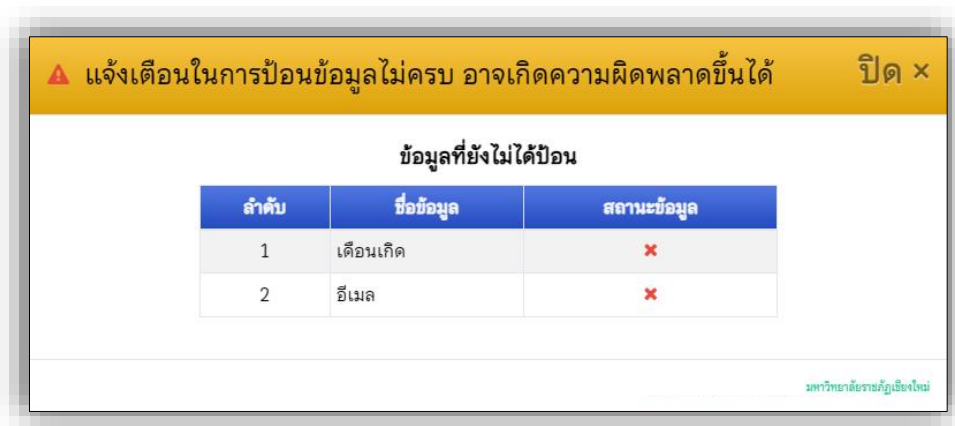 แจ้งเตือนในการป้อนข้อมูลไม่ครบ อาจเกิดความผิดพลาดขึ้นได้ ปิด ×
ข้อมูลที่ยังไม่ได้ป้อน
ลำดับ ชื่อข้อมูล สถานะข้อมูล
1 เดือนเกิด ✖
2 อีเมล ✖
มหาวิทยาลัยราชภัฏเชียงใหม่